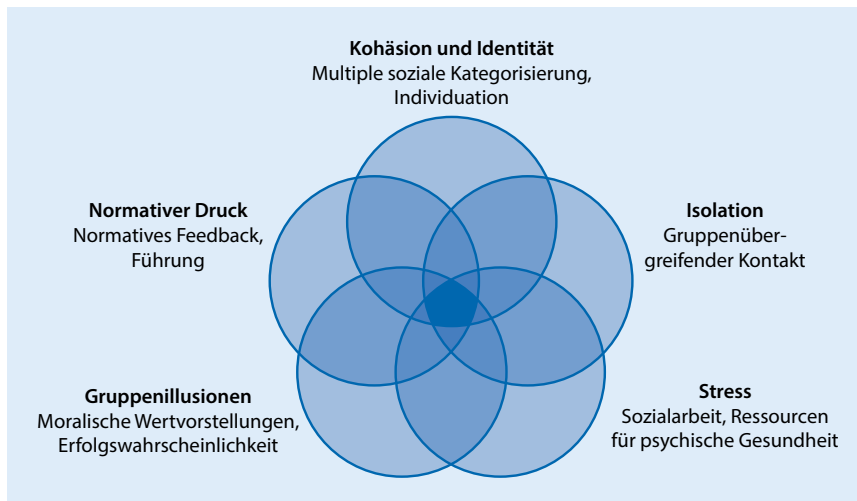 Kohäsion und Identität
Multiple soziale Kategorisierung,
Individuation
Normativer Druck
Normatives Feedback,
Führung
Isolation
Gruppenüber-
greifender Kontakt
Gruppenillusionen
Moralische Wertvorstellungen,
Erfolgswahrscheinlichkeit
Stress
Sozialarbeit, Ressourcen
für psychische Gesundheit